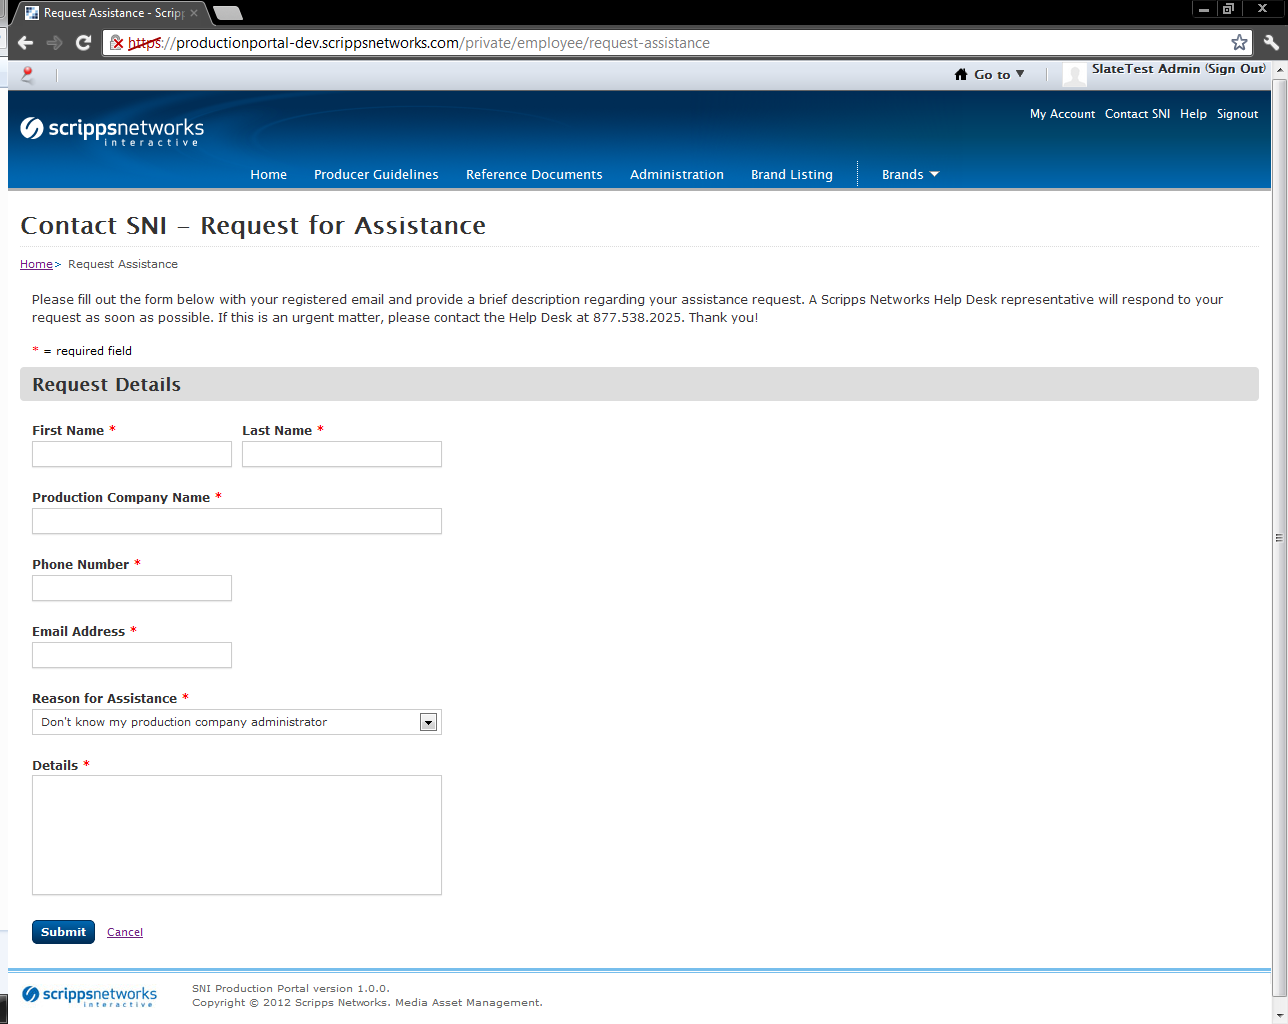 Request Assistance - Scripp
https://productionportal-dev.scrippsnetworks.com/private/employee/request-assistance
Go to
SlateTest Admin (Sign Out)
My Account Contact SNI Help Signout
scrippsnetworks
interactive
Home Producer Guidelines Reference Documents Administration Brand Listing Brands
Contact SNI – Request for Assistance
Home> Request Assistance
Please fill out the form below with your registered email and provide a brief description regarding your assistance request. A Scripps Networks Help Desk representative will respond to your
request as soon as possible. If this is an urgent matter, please contact the Help Desk at 877.538.2025. Thank you!
* = required field
Request Details
First Name * Last Name *
Production Company Name *
Phone Number *
Email Address *
Reason for Assistance *
Don't know my production company administrator
Details *
Submit Cancel
scrippsnetworks
interactive
SNI Production Portal version 1.0.0.
Copyright © 2012 Scripps Networks. Media Asset Management.